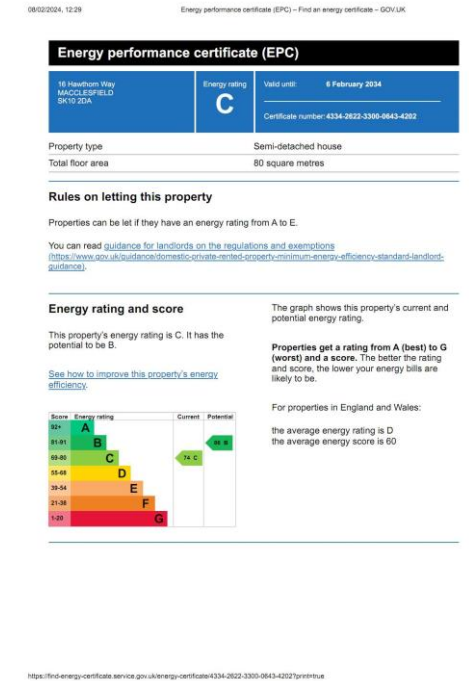 08/02/2024, 12:29 Energy performance certificate (EPC) – Find an energy certificate – GOV.UK
Energy performance certificate (EPC)
16 Hawthorn Way
MACCLESFIELD
SK10 2DA
Energy rating
C
Valid until: 6 February 2034
Certificate number: 4334-2622-3300-0643-4202
Property type Semi-detached house
Total floor area 80 square metres
Rules on letting this property
Properties can be let if they have an energy rating from A to E.
You can read guidance for landlords on the regulations and exemptions
(https://www.gov.uk/guidance/domestic-private-rented-property-minimum-energy-efficiency-standard-landlord-
guidance).
Energy rating and score
This property's energy rating is C. It has the
potential to be B.
See how to improve this property's energy
efficiency.
Score Energy rating Current Potential
92+ A
81-91 B
69-80 C 74 C
55-68 D
39-54 E
21-38 F
1-20 G
The graph shows this property's current and
potential energy rating.
Properties get a rating from A (best) to G
(worst) and a score. The better the rating
and score, the lower your energy bills are
likely to be.
For properties in England and Wales:
the average energy rating is D
the average energy score is 60
https://find-energy-certificate.service.gov.uk/energy-certificate/4334-2622-3300-0643-4202?print=true